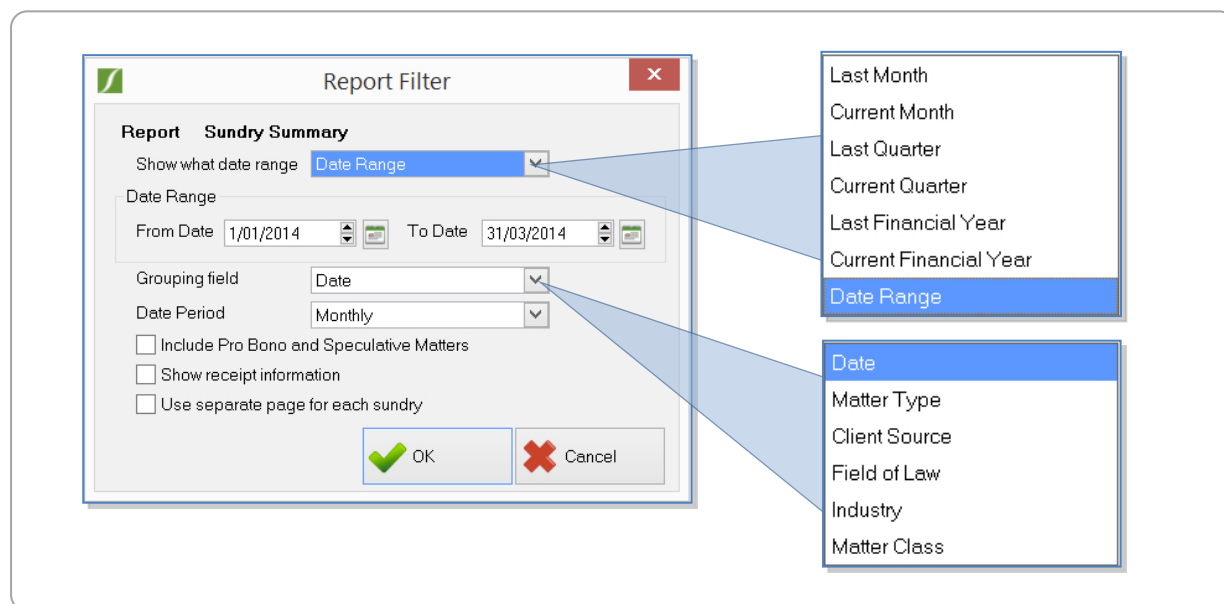 Report Filter
Report Sundry Summary
Show what date range Date Range
Date Range
From Date 1/01/2014 To Date 31/03/2014
Grouping field Date
Date Period Monthly
Include Pro Bono and Speculative Matters
Show receipt information
Use separate page for each sundry
OK Cancel
Last Month
Current Month
Last Quarter
Current Quarter
Last Financial Year
Current Financial Year
Date Range
Date
Matter Type
Client Source
Field of Law
Industry
Matter Class